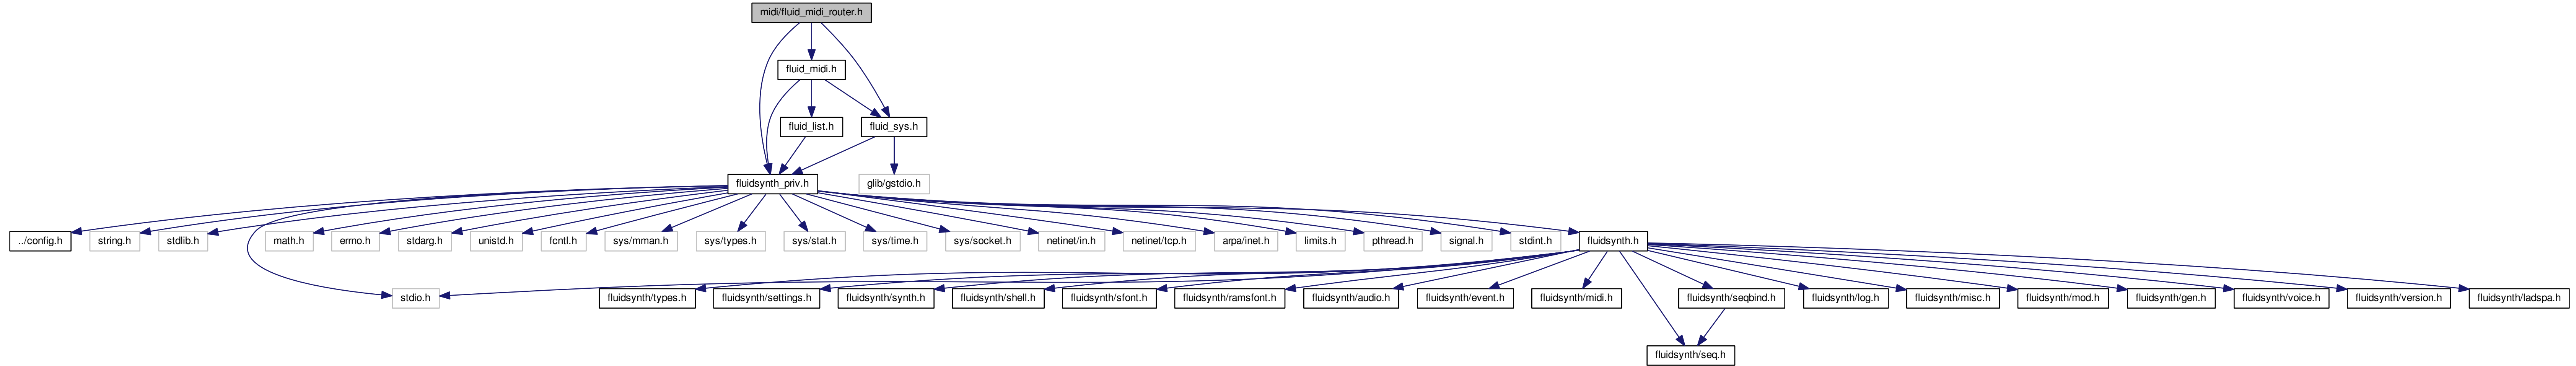 midi/fluid_midi_router.h
fluid_midi.h
fluid_list.h
fluid_sys.h
fluidsynth_priv.h
glib/gstdio.h
../config.h
string.h
stdlib.h
math.h
errno.h
stdarg.h
unistd.h
fcntl.h
sys/mman.h
sys/types.h
sys/stat.h
sys/time.h
sys/socket.h
netinet/in.h
netinet/tcp.h
arpa/inet.h
limits.h
pthread.h
signal.h
stdint.h
fluidsynth.h
stdio.h
fluidsynth/types.h
fluidsynth/settings.h
fluidsynth/synth.h
fluidsynth/shell.h
fluidsynth/sfont.h
fluidsynth/ramsfont.h
fluidsynth/audio.h
fluidsynth/event.h
fluidsynth/midi.h
fluidsynth/seqbind.h
fluidsynth/log.h
fluidsynth/misc.h
fluidsynth/mod.h
fluidsynth/gen.h
fluidsynth/voice.h
fluidsynth/version.h
fluidsynth/ladspa.h
fluidsynth/seq.h